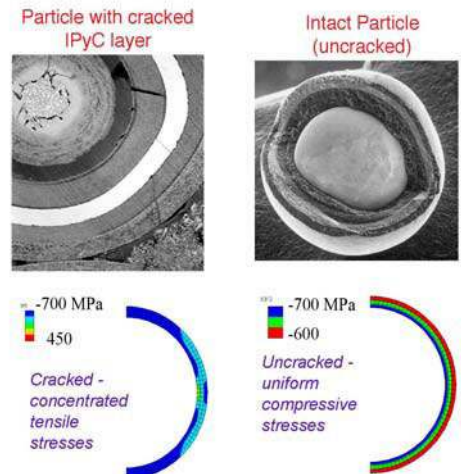 Particle with cracked
IPyC layer
Intact Particle
(uncracked)
-700 MPa
450
Cracked -
concentrated
tensile
stresses
-700 MPa
-600
Uncracked -
uniform
compressive
stresses